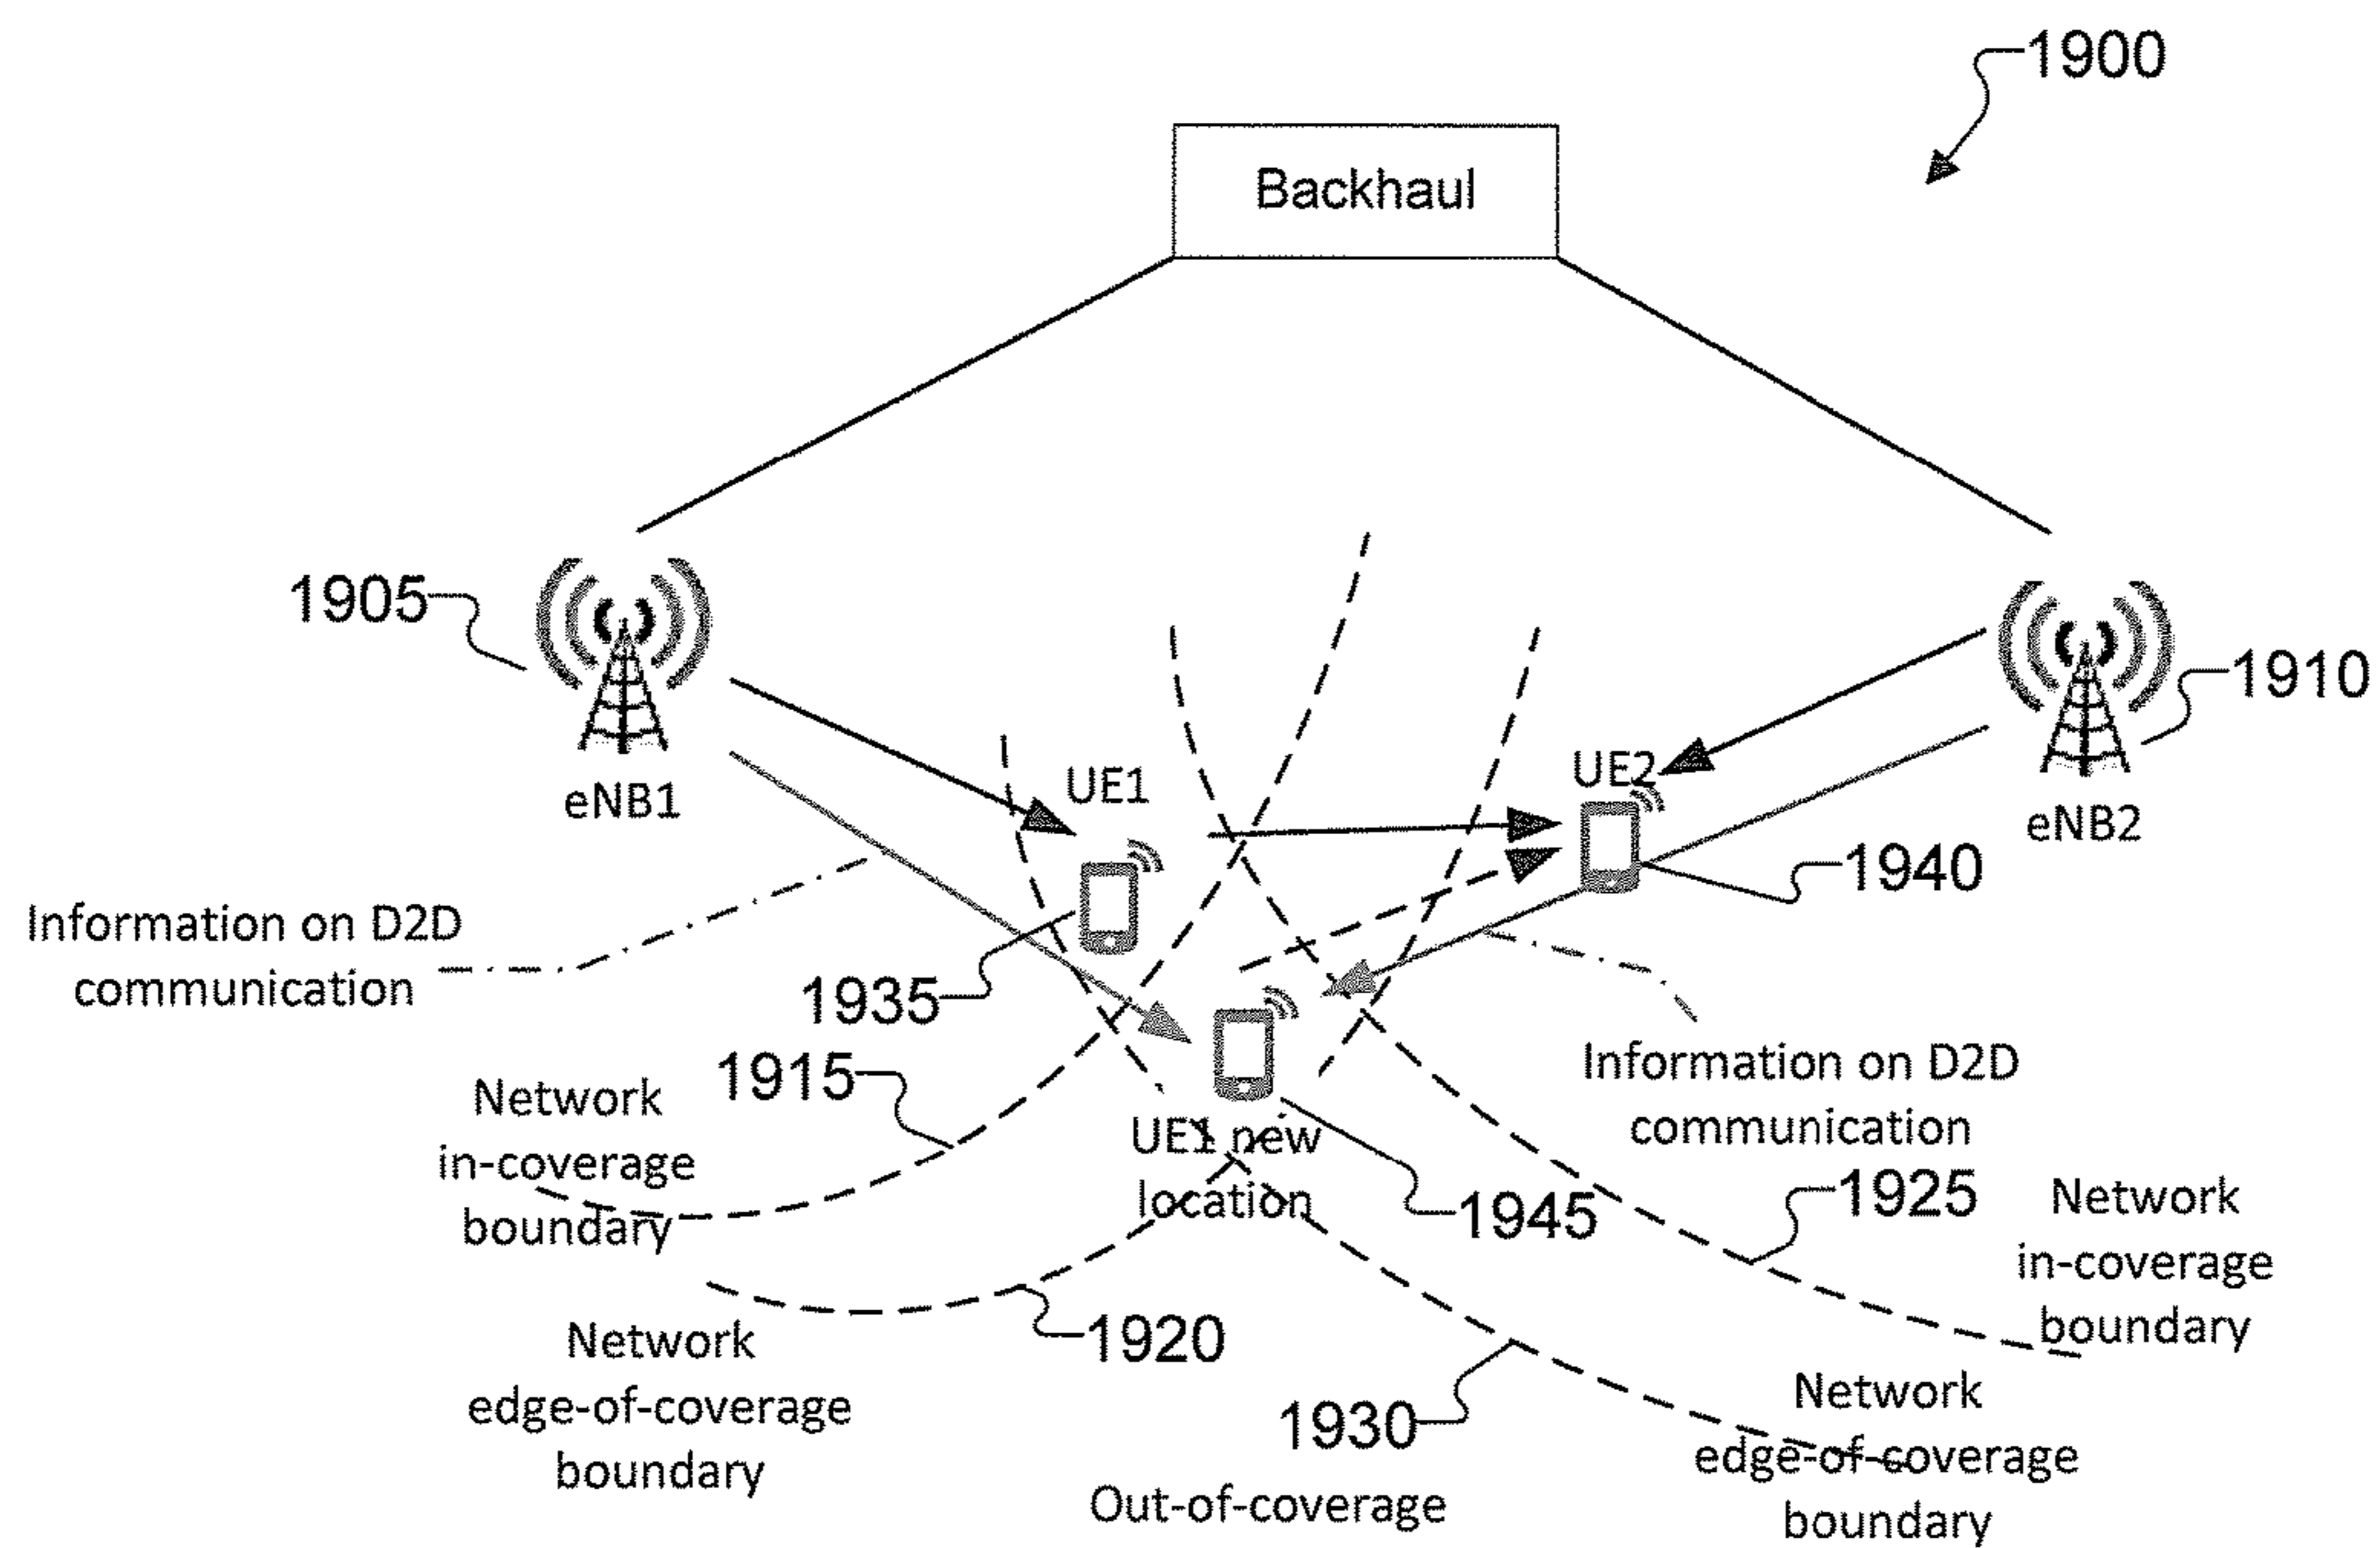 1900
Backhaul
1905
1910
eNB1
UE1
UE2
eNB2
1940
Information on D2D
communication
1935
1915
Network
in-coverage
boundary
UE1 new
location
1945
Information on D2D
communication
1925
Network
in-coverage
boundary
1920
Network
edge-of-coverage
boundary
1930
Network
edge-of-coverage
boundary
Out-of-coverage